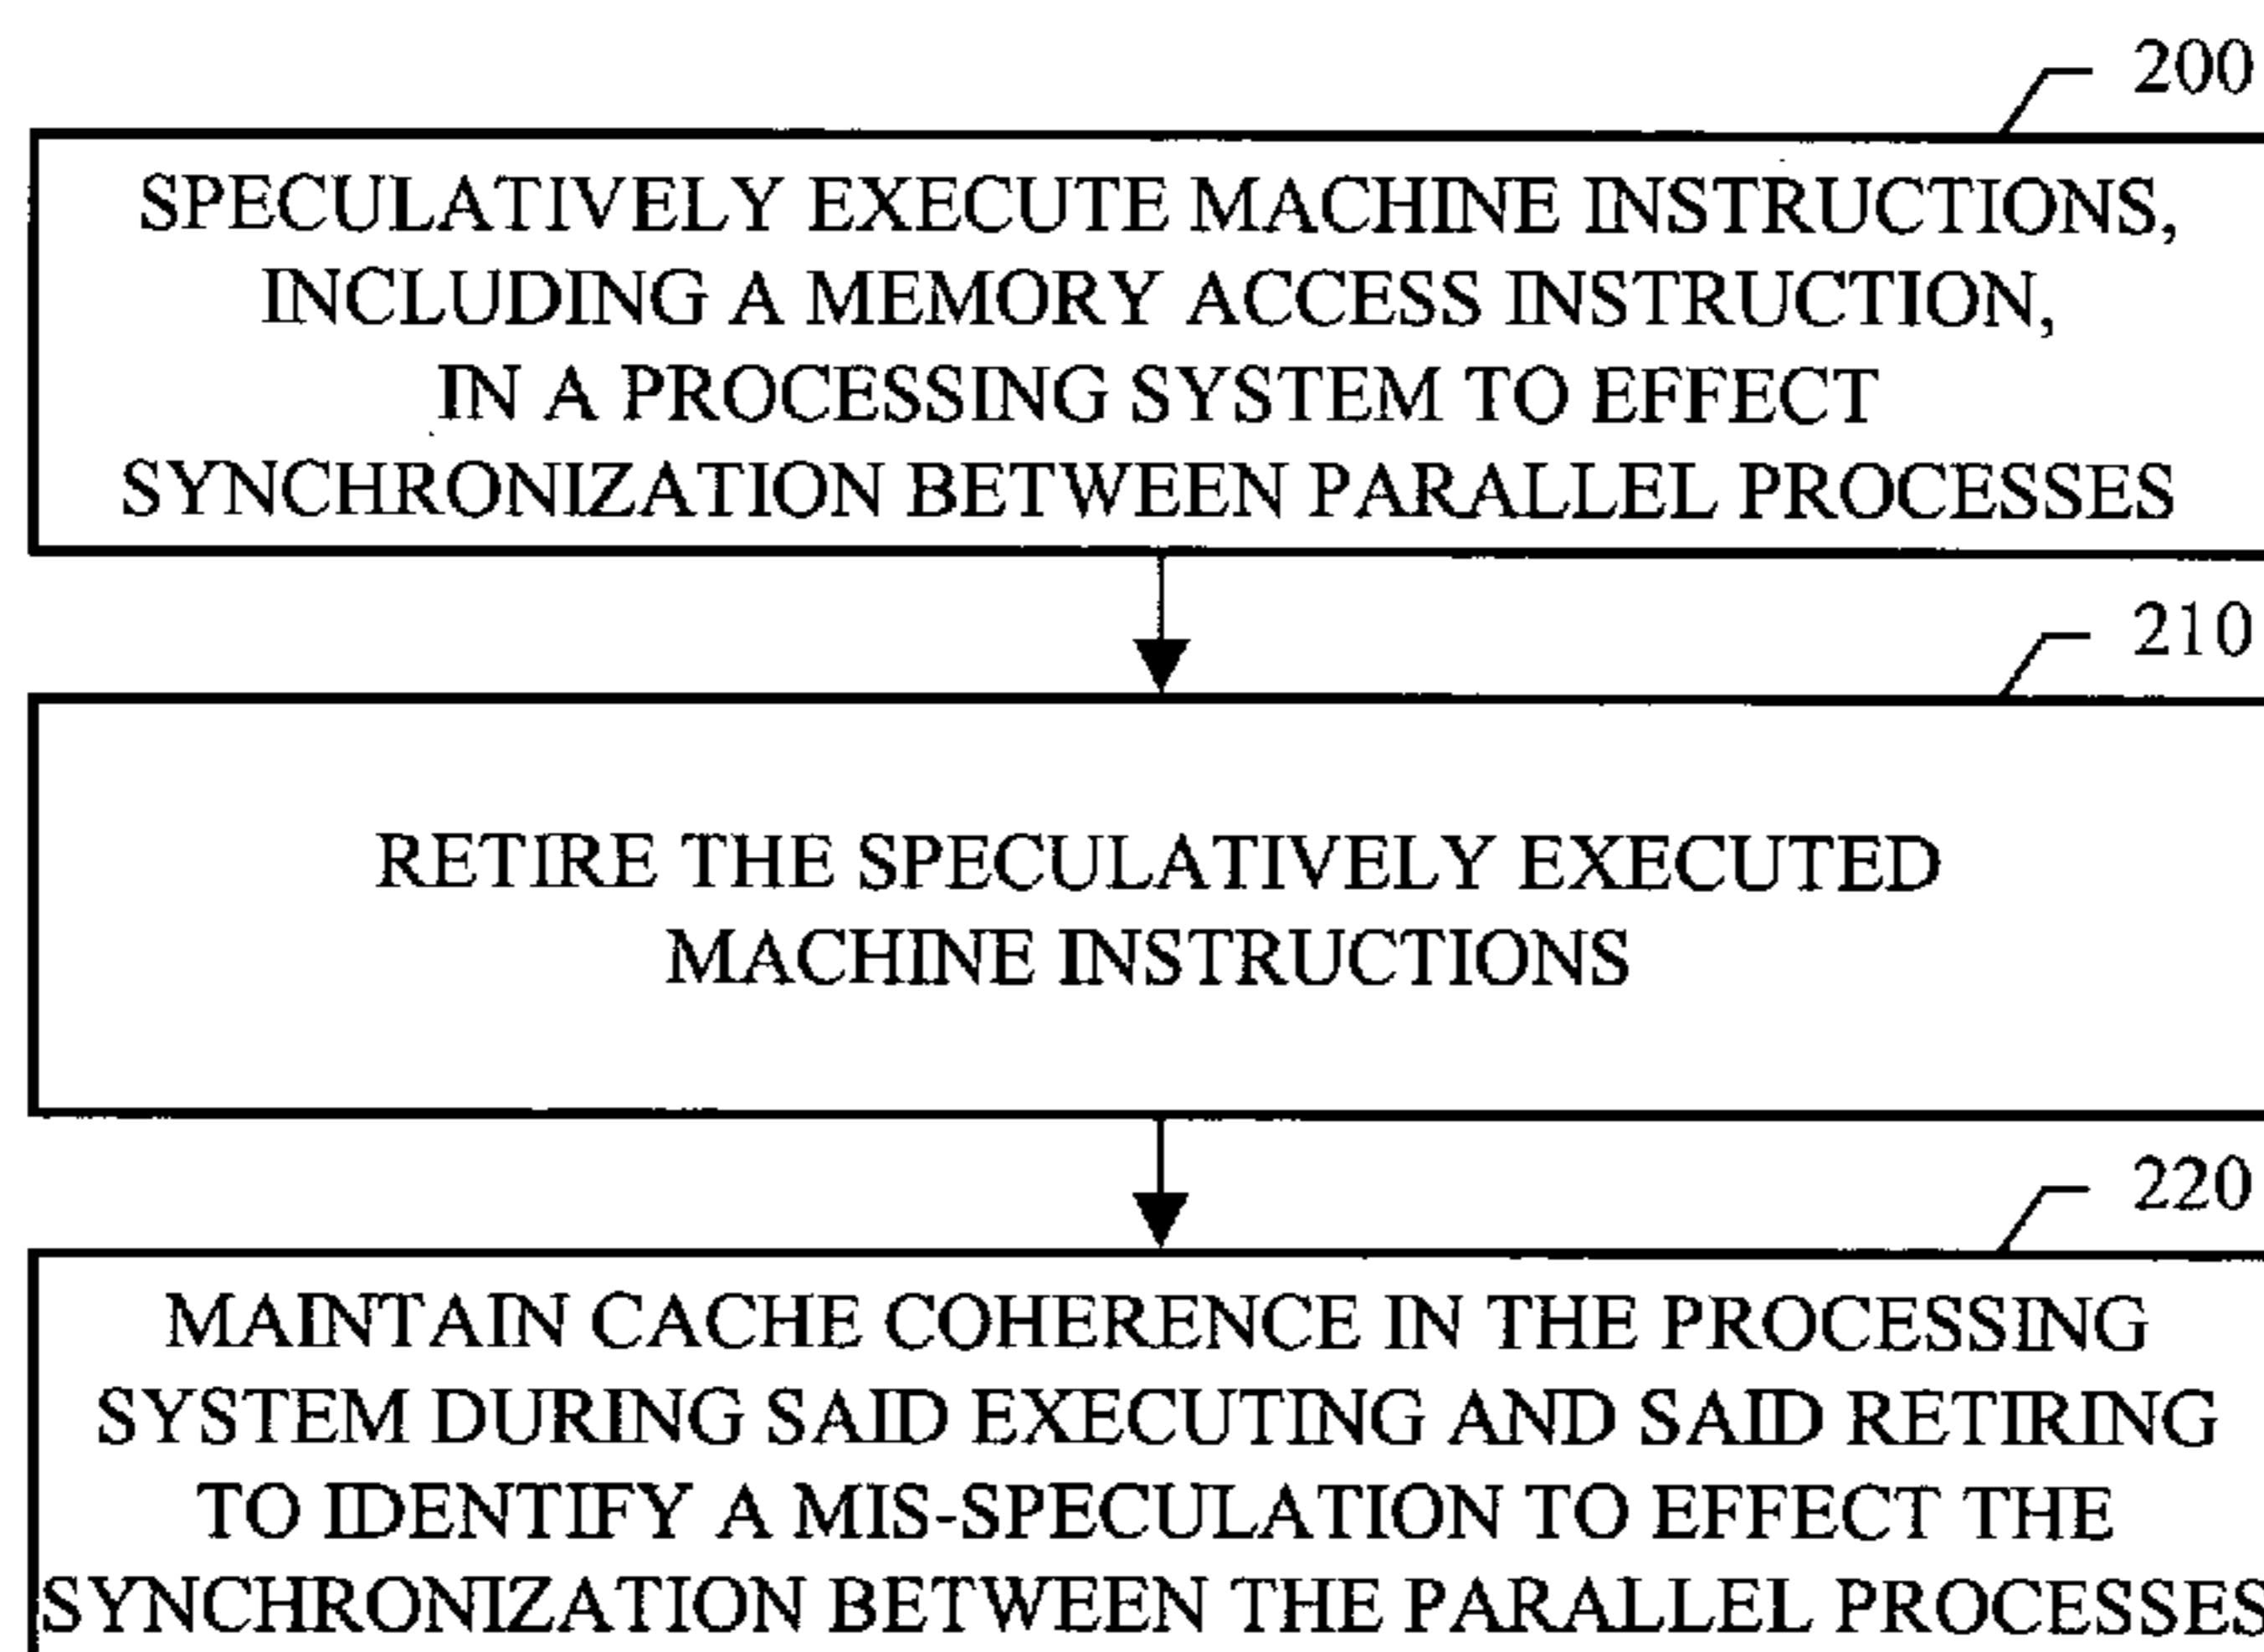 200
SPECULATIVELY EXECUTE MACHINE INSTRUCTIONS,
INCLUDING A MEMORY ACCESS INSTRUCTION,
IN A PROCESSING SYSTEM TO EFFECT
SYNCHRONIZATION BETWEEN PARALLEL PROCESSES
210
RETIRE THE SPECULATIVELY EXECUTED
MACHINE INSTRUCTIONS
220
MAINTAIN CACHE COHERENCE IN THE PROCESSING
SYSTEM DURING SAID EXECUTING AND SAID RETIRING
TO IDENTIFY A MIS-SPECULATION TO EFFECT THE
SYNCHRONIZATION BETWEEN THE PARALLEL PROCESSES